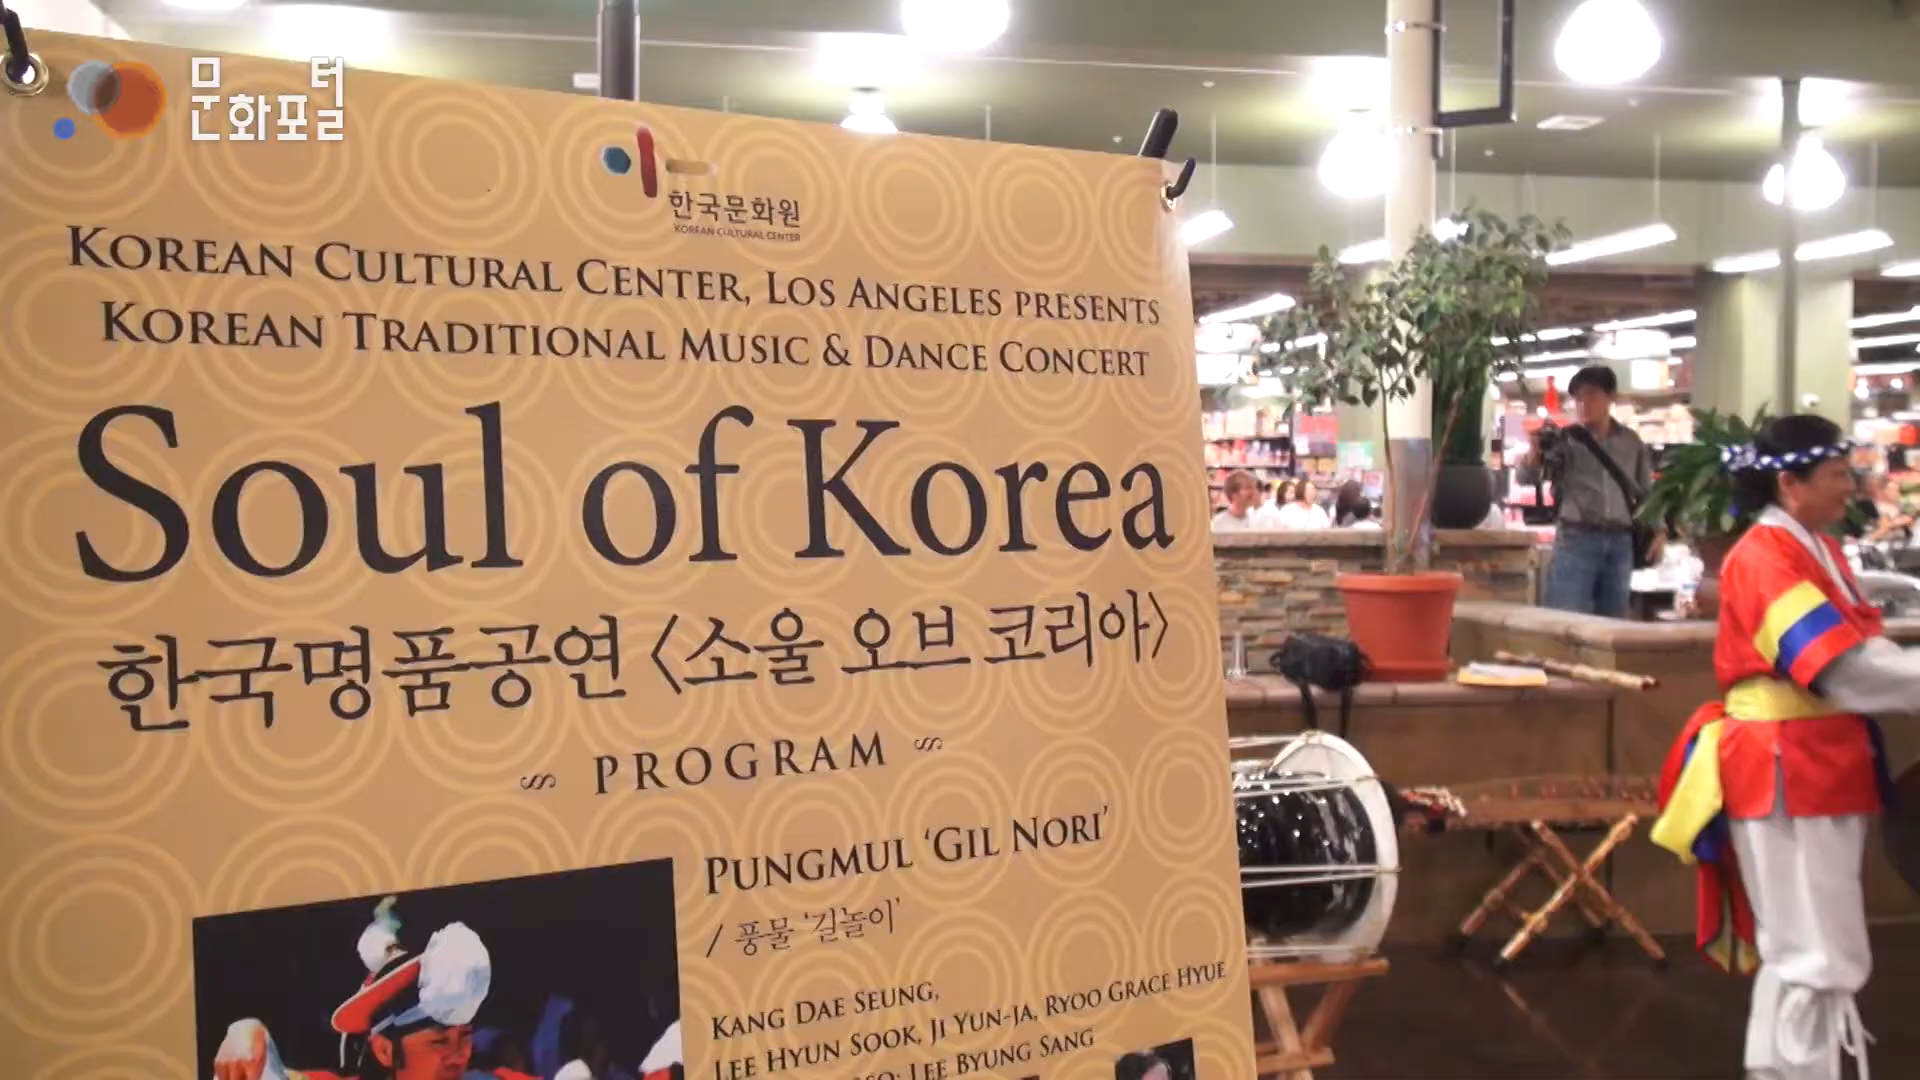 문화포털
한국문화원
KOREAN CULTURAL CENTER
KOREAN CULTURAL CENTER, LOS ANGELES PRESENTS
KOREAN TRADITIONAL MUSIC & DANCE CONCERT
Soul of Korea
한국명품공연 〈소울 오브 코리아〉
PROGRAM
PUNGMUL ‘GIL NORI’
/ 풍물 ‘길놀이’
KANG DAE SEUNG,
LEE HYUN SOOK, JI YUN-JA, RYOO GRACE HYUE
LEE BYUNG SANG